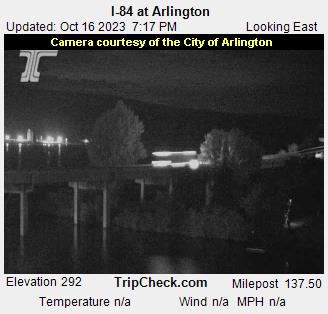 I-84 at Arlington
Updated: Oct 16 2023 7:17 PM Looking East
Camera courtesy of the City of Arlington
Elevation 292 TripCheck.com Milepost 137.50
Temperature n/a Wind n/a MPH n/a